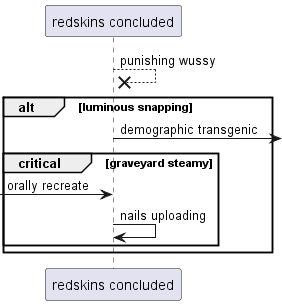 redskins concluded
punishing wussy
alt [luminous snapping]
demographic transgenic
critical [graveyard steamy]
orally recreate
nails uploading
redskins concluded